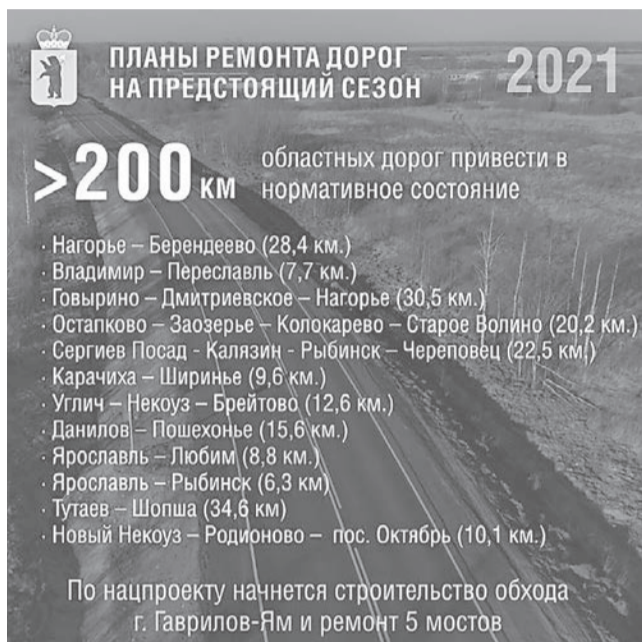 ПЛАНЫ РЕМОНТА ДОРОГ
НА ПРЕДСТОЯЩИЙ СЕЗОН
2021
>200 км
областных дорог привести в
нормативное состояние
· Нагорье – Берендеево (28,4 км.)
· Владимир – Переславль (7,7 км.)
· Говырино – Дмитриевское – Нагорье (30,5 км.)
· Остапково – Заозерье – Колокарево – Старое Волино (20,2 км.)
· Сергиев Посад - Калязин - Рыбинск – Череповец (22,5 км.)
· Карачиха – Ширинье (9,6 км.)
· Углич – Некоуз – Брейтово (12,6 км.)
· Данилов – Пошехонье (15,6 км.)
· Ярославль – Любим (8,8 км.)
· Ярославль – Рыбинск (6,3 км)
· Тутаев – Шопша (34,6 км)
· Новый Некоуз – Родионово – пос. Октябрь (10,1 км.)
По нацпроекту начнется строительство обхода
г. Гаврилов-Ям и ремонт 5 мостов